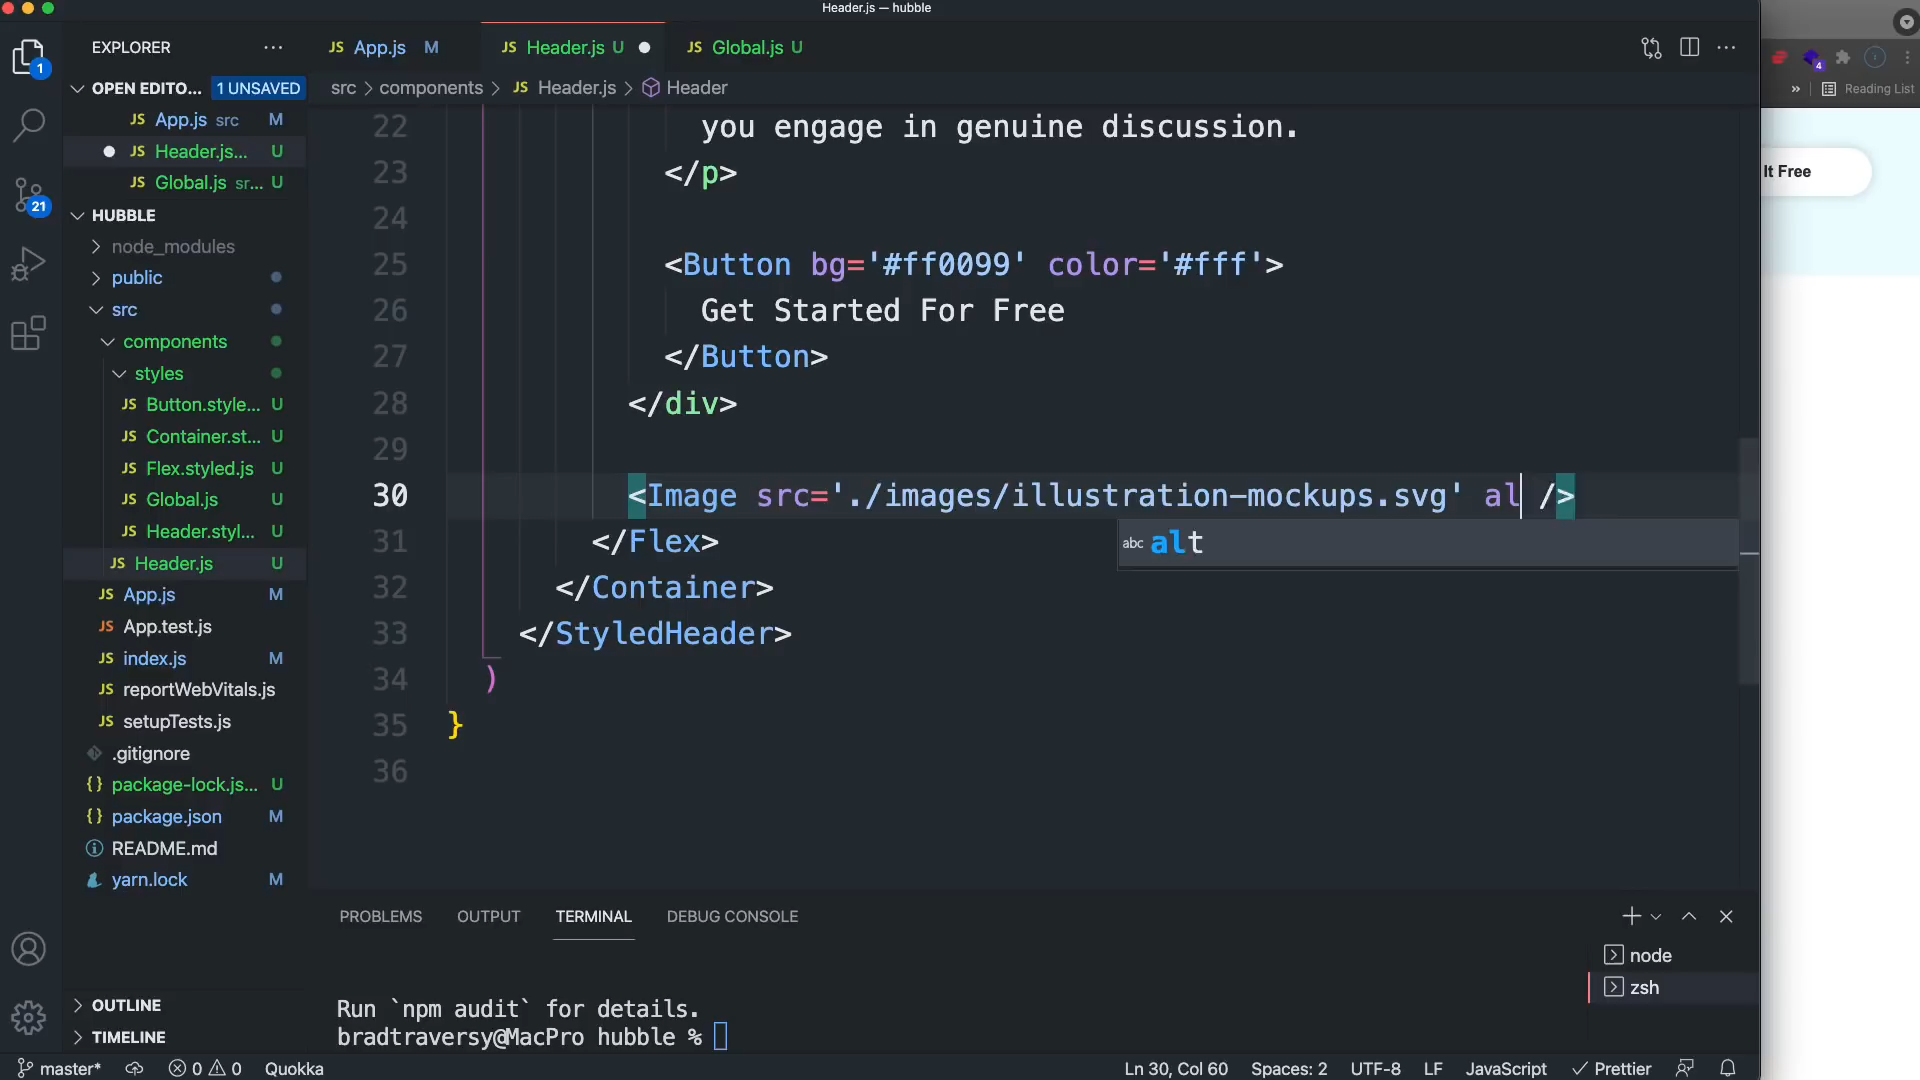 Header.js — hubble
EXPLORER
JS App.js M
JS Header.js U
JS Global.js U
OPEN EDITO... 1 UNSAVED
src > components > JS Header.js > Header
JS App.js src M
JS Header.js... U
JS Global.js sr... U
HUBBLE
node_modules
public
src
components
styles
JS Button.style... U
JS Container.st... U
JS Flex.styled.js U
JS Global.js U
JS Header.styl... U
JS Header.js U
JS App.js M
JS App.test.js
JS index.js M
JS reportWebVitals.js
JS setupTests.js
.gitignore
{} package-lock.js... U
{} package.json M
README.md
yarn.lock M
OUTLINE
TIMELINE
1
21
22 you engage in genuine discussion.
23 </p>
24
25 <Button bg='#ff0099' color='#fff'>
26 Get Started For Free
27 </Button>
28 </div>
29
30 <Image src='./images/illustration-mockups.svg' al />
abc alt
31 </Flex>
32 </Container>
33 </StyledHeader>
34 )
35 }
36
PROBLEMS OUTPUT TERMINAL DEBUG CONSOLE
node
zsh
Run `npm audit` for details.
bradtraversy@MacPro hubble %
master* 0 0 Quokka Ln 30, Col 60 Spaces: 2 UTF-8 LF JavaScript Prettier
4
» Reading List
It Free